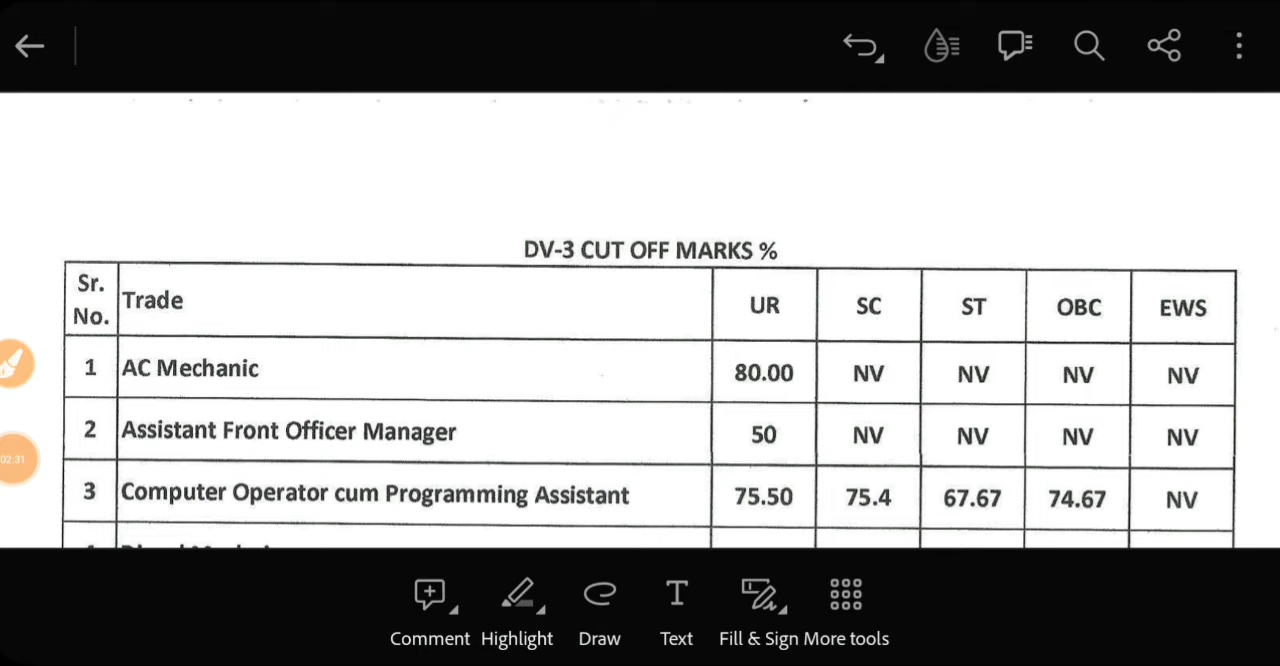 DV-3 CUT OFF MARKS %
Sr. No. Trade UR SC ST OBC EWS
1 AC Mechanic 80.00 NV NV NV NV
2 Assistant Front Officer Manager 50 NV NV NV NV
3 Computer Operator cum Programming Assistant 75.50 75.4 67.67 74.67 NV
02:31
Comment Highlight Draw Text Fill & Sign More tools